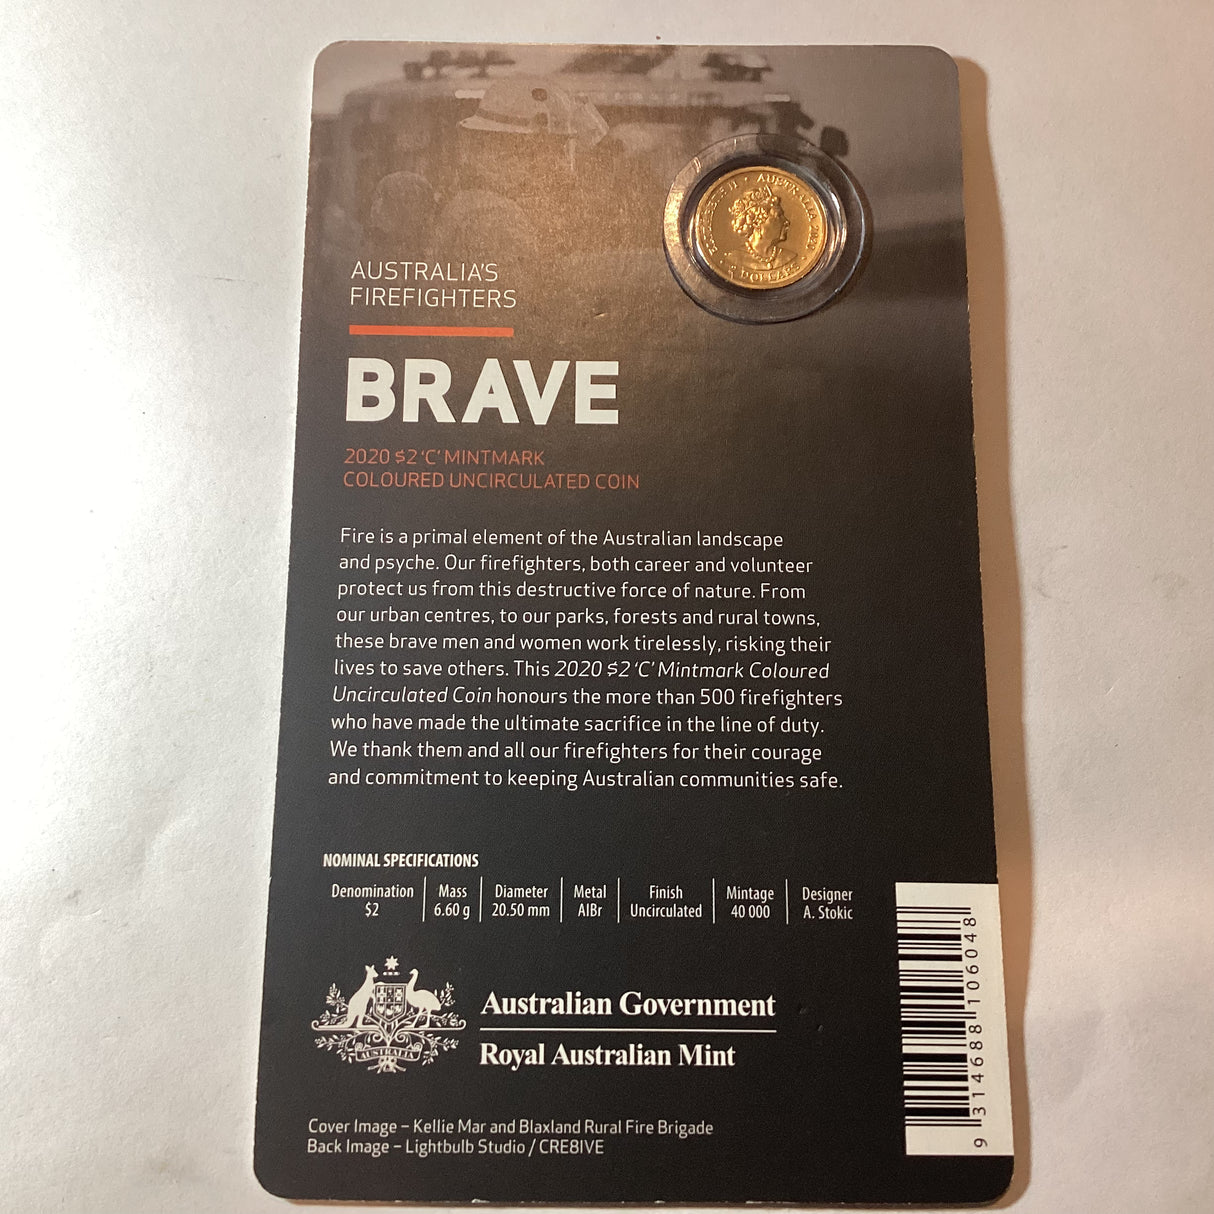 ELIZABETH II • AUSTRALIA 2020
2 DOLLARS
AUSTRALIA'S
FIREFIGHTERS
BRAVE
2020 $2 ‘C’ MINTMARK
COLOURED UNCIRCULATED COIN
Fire is a primal element of the Australian landscape
and psyche. Our firefighters, both career and volunteer
protect us from this destructive force of nature. From
our urban centres, to our parks, forests and rural towns,
these brave men and women work tirelessly, risking their
lives to save others. This 2020 $2 ‘C’ Mintmark Coloured
Uncirculated Coin honours the more than 500 firefighters
who have made the ultimate sacrifice in the line of duty.
We thank them and all our firefighters for their courage
and commitment to keeping Australian communities safe.
NOMINAL SPECIFICATIONS
Denomination Mass Diameter Metal Finish Mintage Designer
$2 6.60 g 20.50 mm AlBr Uncirculated 40 000 A. Stokic
AUSTRALIA
Australian Government
Royal Australian Mint
9 314688 106048
Cover Image – Kellie Mar and Blaxland Rural Fire Brigade
Back Image – Lightbulb Studio / CRE8IVE